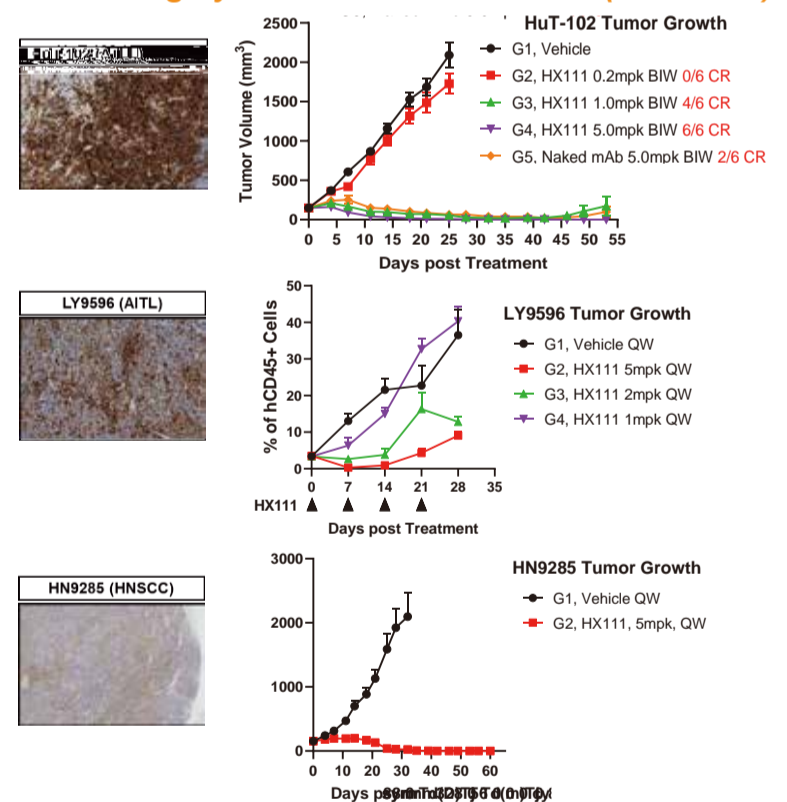 HuT-102 Tumor Growth
Tumor Volume (mm³)
2500
2000
1500
1000
500
0
0 5 10 15 20 25 30 35 40 45 50 55
Days post Treatment
G1, Vehicle
G2, HX111 0.2mpk BIW 0/6 CR
G3, HX111 1.0mpk BIW 4/6 CR
G4, HX111 5.0mpk BIW 6/6 CR
G5, Naked mAb 5.0mpk BIW 2/6 CR
LY9596 (AITL)
LY9596 Tumor Growth
% of hCD45+ Cells
50
40
30
20
10
0
0 7 14 21 28 35
HX111
Days post Treatment
G1, Vehicle QW
G2, HX111 5mpk QW
G3, HX111 2mpk QW
G4, HX111 1mpk QW
HN9285 (HNSCC)
HN9285 Tumor Growth
3000
2000
1000
0
0 10 20 30 40 50 60
Days
G1, Vehicle QW
G2, HX111, 5mpk, QW